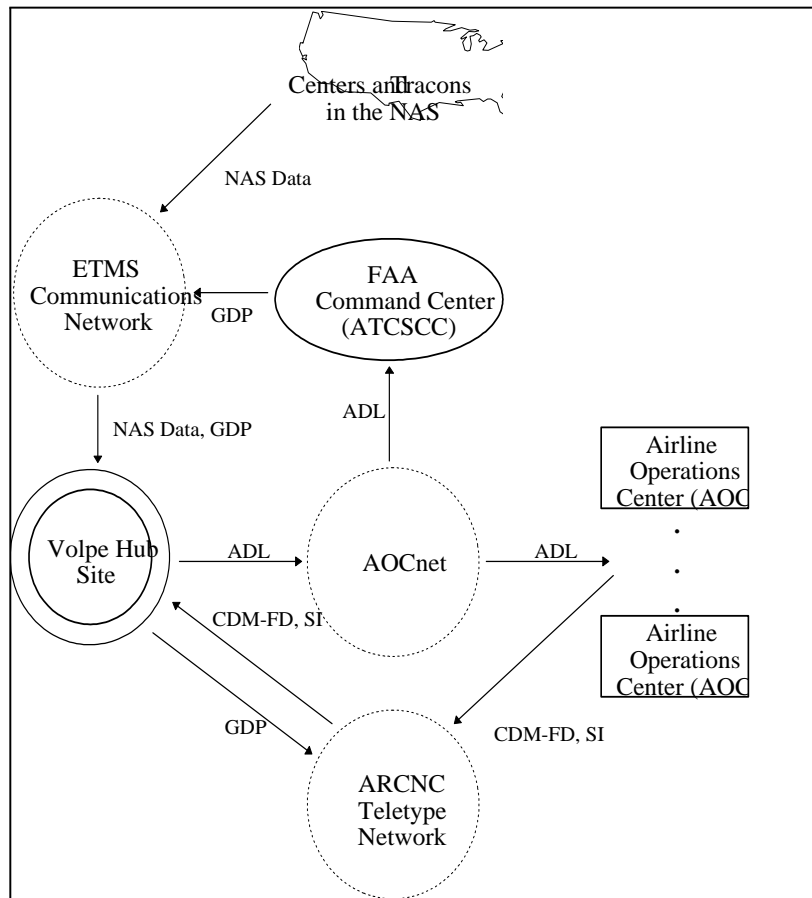 Centers and Tracons
in the NAS
NAS Data
ETMS
Communications
Network
FAA
Command Center
(ATCSCC)
GDP
ADL
NAS Data, GDP
Airline
Operations
Center (AOC
Volpe Hub
Site
ADL
AOCnet
ADL
CDM-FD, SI
Airline
Operations
Center (AOC
GDP
CDM-FD, SI
ARCNC
Teletype
Network